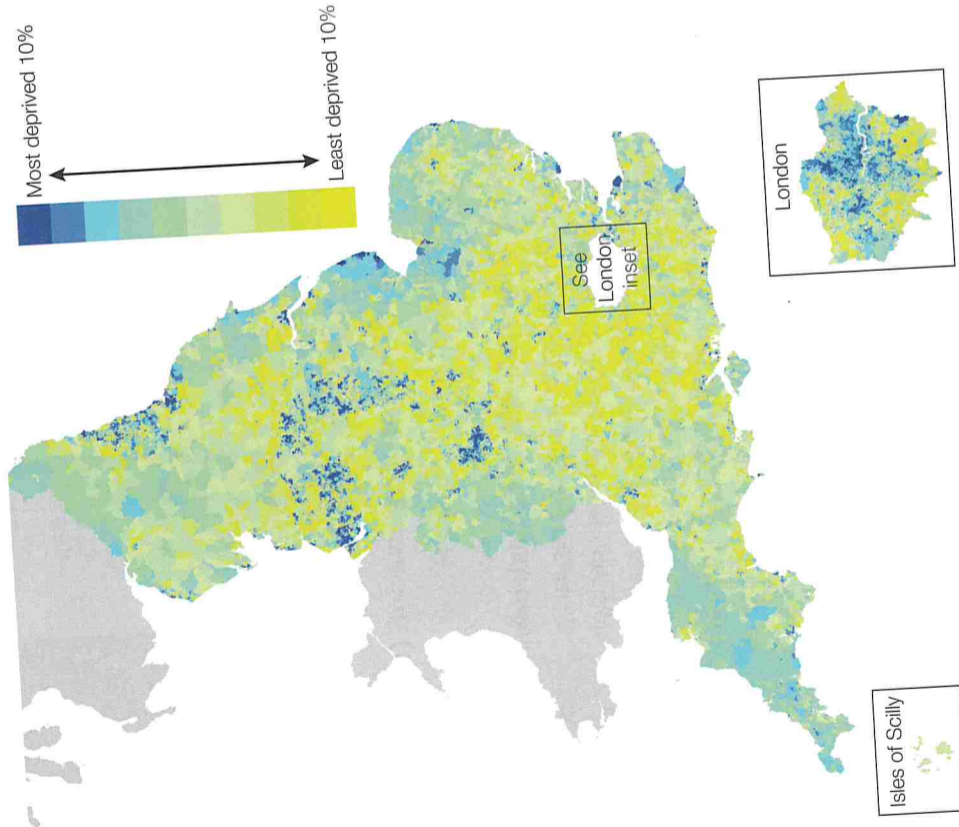 Most deprived 10%
Least deprived 10%
See
London
inset
London
Isles of Scilly